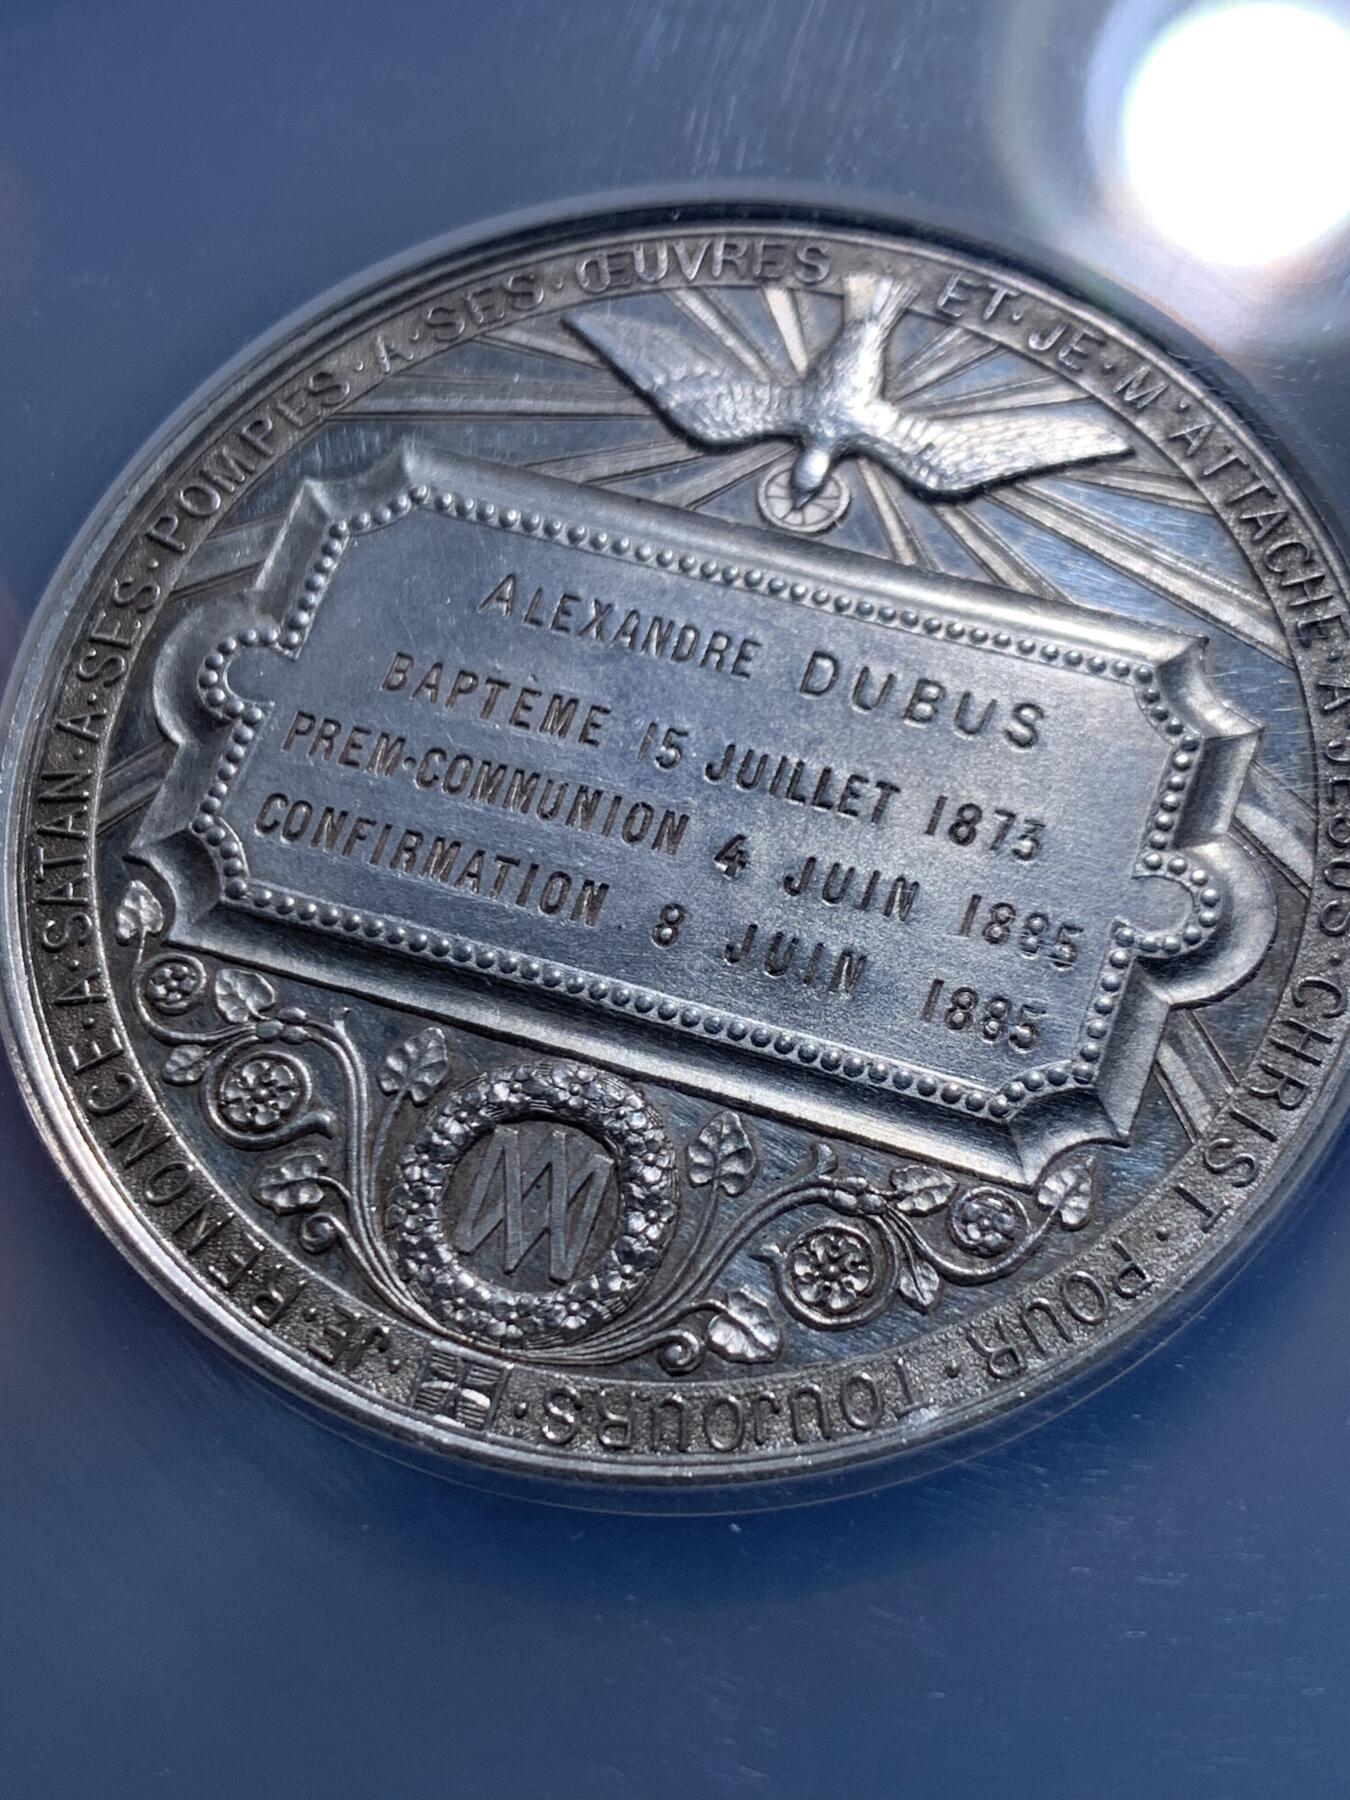 JE·RENONCE·A·SATAN·A·SES·POMPES·A·SES·ŒUVRES ET·JE·M'ATTACHE·A·JESUS·CHRIST·POUR·TOUJOURS·
ALEXANDRE DUBUS
BAPTÈME 15 JUILLET 1873
PREM·COMMUNION 4 JUIN 1885
CONFIRMATION 8 JUIN 1885